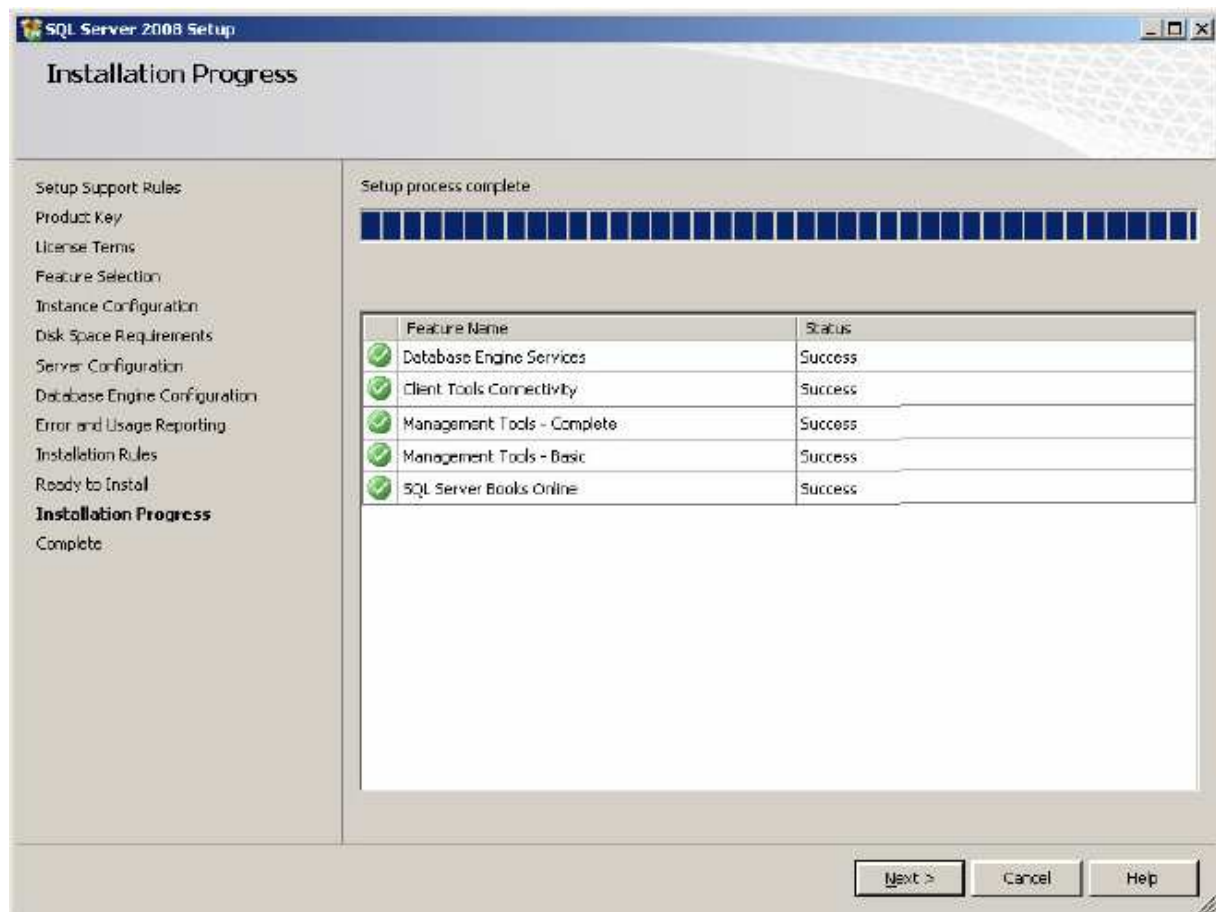 SQL Server 2008 Setup
Installation Progress
Setup Support Rules
Product Key
License Terms
Feature Selection
Instance Configuration
Disk Space Requirements
Server Configuration
Database Engine Configuration
Error and Usage Reporting
Installation Rules
Ready to Install
Installation Progress
Complete
Setup process complete
Feature Name Status
Database Engine Services Success
Client Tools Connectivity Success
Management Tools - Complete Success
Management Tools - Basic Success
SQL Server Books Online Success
Next > Cancel Help